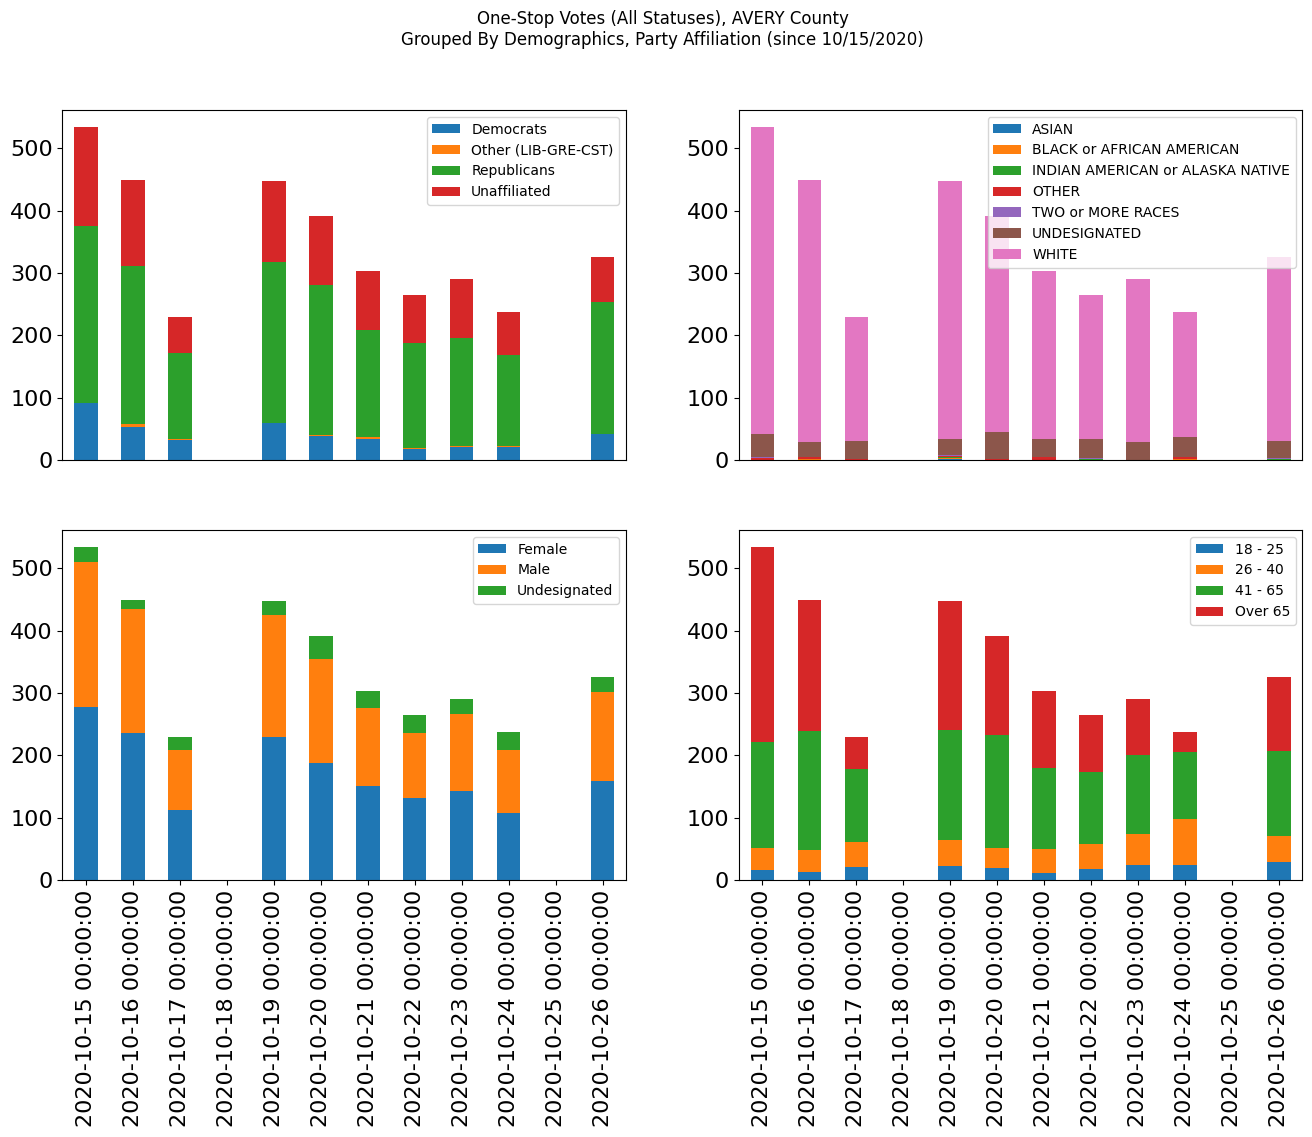 One-Stop Votes (All Statuses), AVERY County
Grouped By Demographics, Party Affiliation (since 10/15/2020)
500
400
300
200
100
0
Democrats
Other (LIB-GRE-CST)
Republicans
Unaffiliated
500
400
300
200
100
0
ASIAN
BLACK or AFRICAN AMERICAN
INDIAN AMERICAN or ALASKA NATIVE
OTHER
TWO or MORE RACES
UNDESIGNATED
WHITE
500
400
300
200
100
0
Female
Male
Undesignated
2020-10-15 00:00:00
2020-10-16 00:00:00
2020-10-17 00:00:00
2020-10-18 00:00:00
2020-10-19 00:00:00
2020-10-20 00:00:00
2020-10-21 00:00:00
2020-10-22 00:00:00
2020-10-23 00:00:00
2020-10-24 00:00:00
2020-10-25 00:00:00
2020-10-26 00:00:00
500
400
300
200
100
0
18 - 25
26 - 40
41 - 65
Over 65
2020-10-15 00:00:00
2020-10-16 00:00:00
2020-10-17 00:00:00
2020-10-18 00:00:00
2020-10-19 00:00:00
2020-10-20 00:00:00
2020-10-21 00:00:00
2020-10-22 00:00:00
2020-10-23 00:00:00
2020-10-24 00:00:00
2020-10-25 00:00:00
2020-10-26 00:00:00